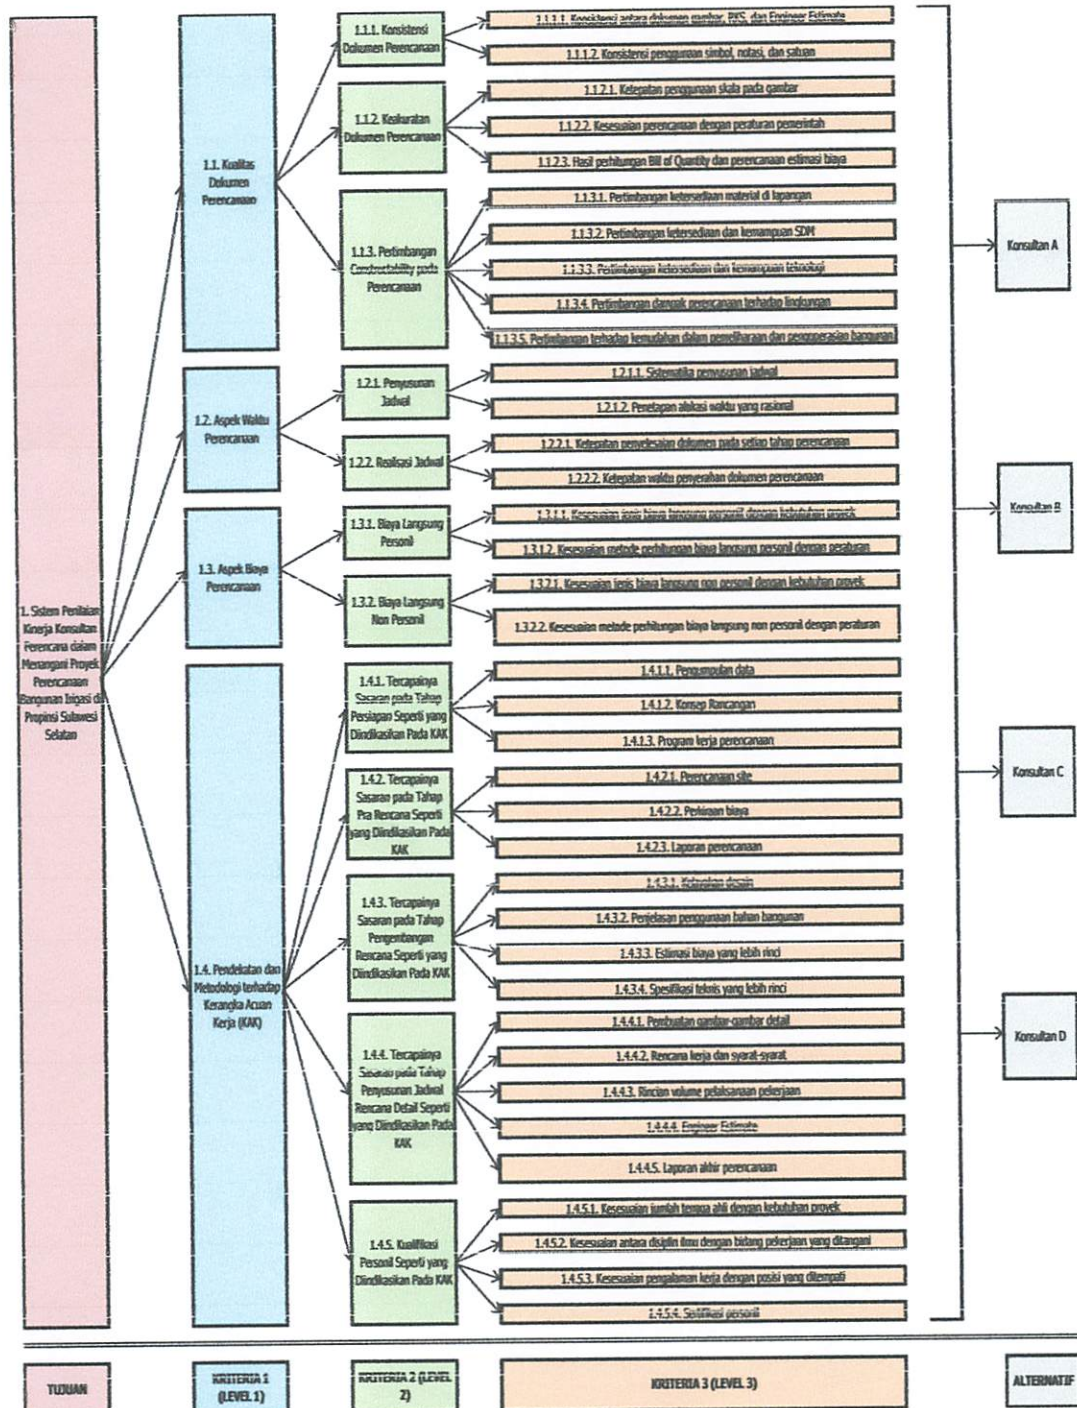 1. Sistem Penilaian
Kinerja Konsultan
Perencana dalam
Menangani Proyek
Perencanaan
Bangunan Irigasi di
Propinsi Sulawesi
Selatan
1.1. Kualitas
Dokumen
Perencanaan
1.1.1. Konsistensi
Dokumen Perencanaan
1.1.1.1. Konsistensi antara dokumen gambar, RKS, dan Engineer Estimate
1.1.1.2. Konsistensi penggunaan simbol, notasi, dan satuan
1.1.2. Keakuratan
Dokumen Perencanaan
1.1.2.1. Ketepatan penggunaan skala pada gambar
1.1.2.2. Kesesuaian perencanaan dengan peraturan pemerintah
1.1.2.3. Hasil perhitungan Bill of Quantity dan perencanaan estimasi biaya
1.1.3. Pertimbangan
Constructability pada
Perencanaan
1.1.3.1. Pertimbangan ketersediaan material di lapangan
1.1.3.2. Pertimbangan ketersediaan dan kemampuan SDM
1.1.3.3. Pertimbangan ketersediaan dan kemampuan teknologi
1.1.3.4. Pertimbangan dampak perencanaan terhadap lingkungan
1.1.3.5. Pertimbangan terhadap kemudahan dalam pemeliharaan dan pengoperasian bangunan
1.2. Aspek Waktu
Perencanaan
1.2.1. Penyusunan
Jadwal
1.2.1.1. Sistematika penyusunan jadwal
1.2.1.2. Penetapan alokasi waktu yang rasional
1.2.2. Realisasi Jadwal
1.2.2.1. Ketepatan penyelesaian dokumen pada setiap tahap perencanaan
1.2.2.2. Ketepatan waktu penyerahan dokumen perencanaan
1.3. Aspek Biaya
Perencanaan
1.3.1. Biaya Langsung
Personil
1.3.1.1. Kesesuaian jenis biaya langsung personil dengan kebutuhan proyek
1.3.1.2. Kesesuaian metode perhitungan biaya langsung personil dengan peraturan
1.3.2. Biaya Langsung
Non Personil
1.3.2.1. Kesesuaian jenis biaya langsung non personil dengan kebutuhan proyek
1.3.2.2. Kesesuaian metode perhitungan biaya langsung non personil dengan peraturan
1.4. Pendekatan dan
Metodologi terhadap
Kerangka Acuan
Kerja (KAK)
1.4.1. Tercapainya
Sasaran pada Tahap
Persiapan Seperti yang
Diindikasikan Pada KAK
1.4.1.1. Pengumpulan data
1.4.1.2. Konsep Rancangan
1.4.1.3. Program kerja perencanaan
1.4.2. Tercapainya
Sasaran pada Tahap
Pra Rencana Seperti
yang Diindikasikan Pada
KAK
1.4.2.1. Perencanaan site
1.4.2.2. Perkiraan biaya
1.4.2.3. Laporan perencanaan
1.4.3. Tercapainya
Sasaran pada Tahap
Pengembangan
Rencana Seperti yang
Diindikasikan Pada KAK
1.4.3.1. Kelayakan desain
1.4.3.2. Penjelasan penggunaan bahan bangunan
1.4.3.3. Estimasi biaya yang lebih rinci
1.4.3.4. Spesifikasi teknis yang lebih rinci
1.4.4. Tercapainya
Sasaran pada Tahap
Penyusunan Jadwal
Rencana Detail Seperti
yang Diindikasikan Pada
KAK
1.4.4.1. Pembuatan gambar-gambar detail
1.4.4.2. Rencana kerja dan syarat-syarat
1.4.4.3. Rincian volume pelaksanaan pekerjaan
1.4.4.4. Engineer Estimate
1.4.4.5. Laporan akhir perencanaan
1.4.5. Kualifikasi
Personil Seperti yang
Diindikasikan Pada KAK
1.4.5.1. Kesesuaian jumlah tenaga ahli dengan kebutuhan proyek
1.4.5.2. Kesesuaian antara disiplin ilmu dengan bidang pekerjaan yang ditangani
1.4.5.3. Kesesuaian pengalaman kerja dengan posisi yang ditempati
1.4.5.4. Sertifikasi personil
Konsultan A
Konsultan B
Konsultan C
Konsultan D
TUJUAN
KRITERIA 1
(LEVEL 1)
KRITERIA 2 (LEVEL
2)
KRITERIA 3 (LEVEL 3)
ALTERNATIF